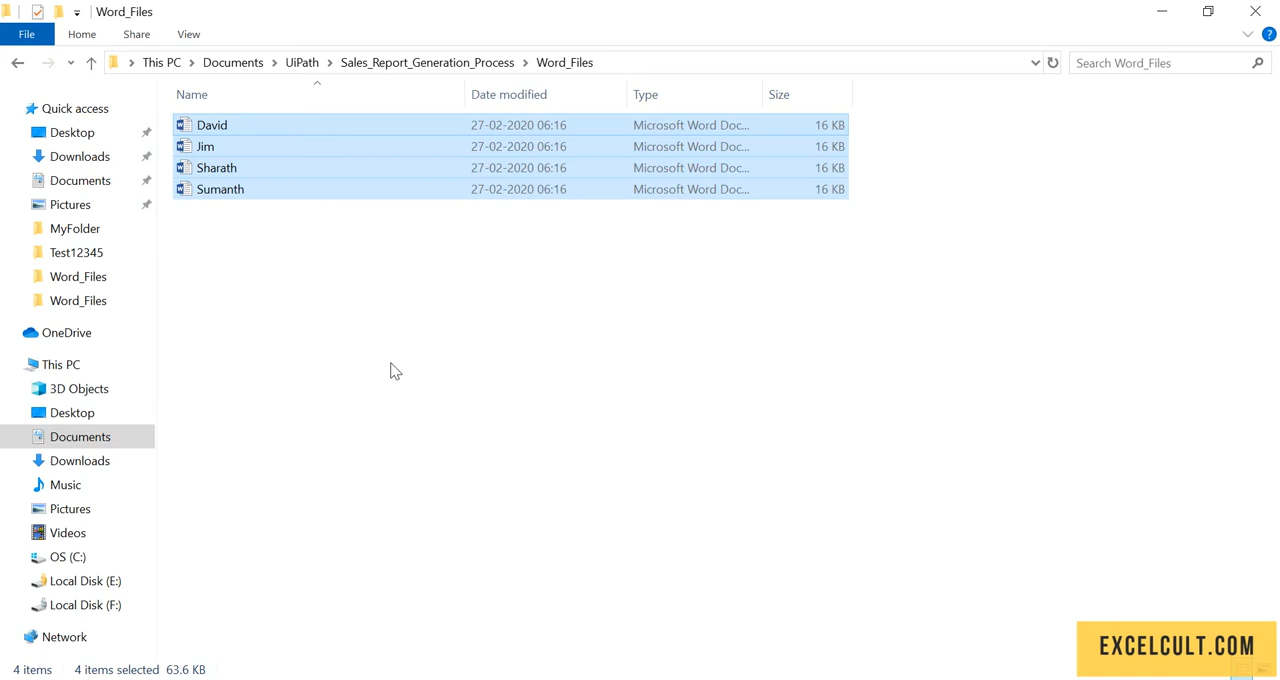 Word_Files
File Home Share View
This PC Documents UiPath Sales_Report_Generation_Process Word_Files Search Word_Files
Name Date modified Type Size
David 27-02-2020 06:16 Microsoft Word Doc... 16 KB
Jim 27-02-2020 06:16 Microsoft Word Doc... 16 KB
Sharath 27-02-2020 06:16 Microsoft Word Doc... 16 KB
Sumanth 27-02-2020 06:16 Microsoft Word Doc... 16 KB
Quick access
Desktop
Downloads
Documents
Pictures
MyFolder
Test12345
Word_Files
Word_Files
OneDrive
This PC
3D Objects
Desktop
Documents
Downloads
Music
Pictures
Videos
OS (C:)
Local Disk (E:)
Local Disk (F:)
Network
EXCELCULT.COM
4 items 4 items selected 63.6 KB